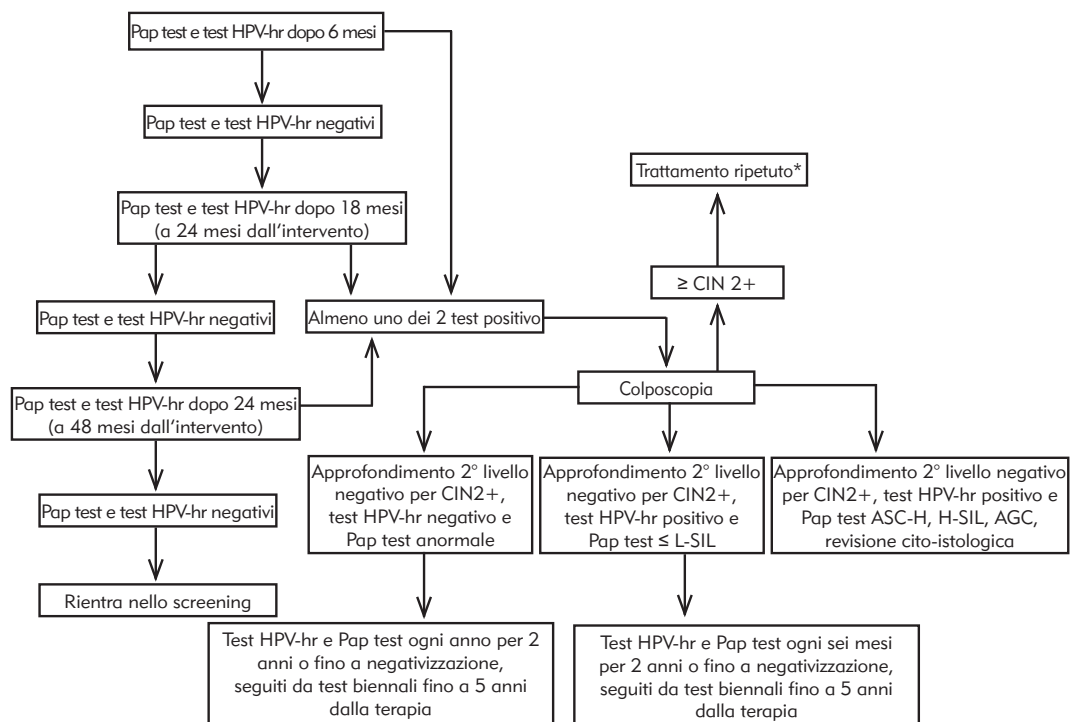 Pap test e test HPV-hr dopo 6 mesi
Pap test e test HPV-hr negativi
Trattamento ripetuto*
Pap test e test HPV-hr dopo 18 mesi
(a 24 mesi dall'intervento)
≥ CIN 2+
Pap test e test HPV-hr negativi
Almeno uno dei 2 test positivo
Colposcopia
Pap test e test HPV-hr dopo 24 mesi
(a 48 mesi dall'intervento)
Approfondimento 2° livello
negativo per CIN2+,
test HPV-hr negativo e
Pap test anormale
Approfondimento 2° livello
negativo per CIN2+,
test HPV-hr positivo e
Pap test ≤ L-SIL
Approfondimento 2° livello negativo
per CIN2+, test HPV-hr positivo e
Pap test ASC-H, H-SIL, AGC,
revisione cito-istologica
Pap test e test HPV-hr negativi
Rientra nello screening
Test HPV-hr e Pap test ogni anno per 2
anni o fino a negativizzazione,
seguiti da test biennali fino a 5 anni
dalla terapia
Test HPV-hr e Pap test ogni sei mesi
per 2 anni o fino a negativizzazione,
seguiti da test biennali fino a 5 anni
dalla terapia